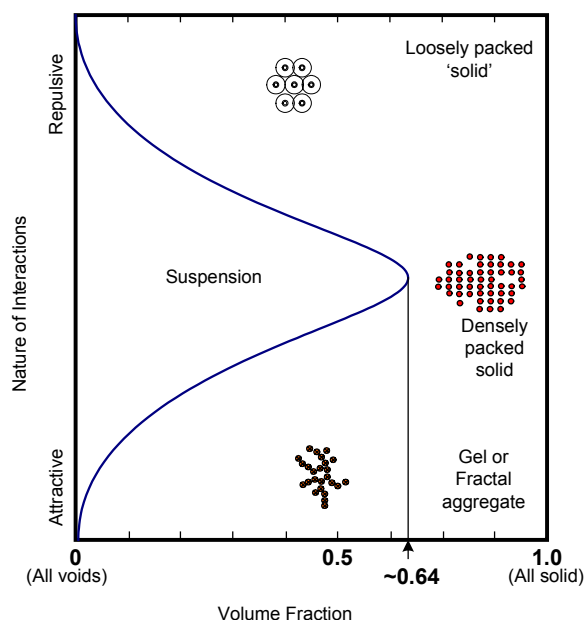 Repulsive
Nature of Interactions
Attractive
Loosely packed
‘solid’
Suspension
Densely
packed
solid
Gel or
Fractal
aggregate
0
0.5
1.0
(All voids)
~0.64
(All solid)
Volume Fraction